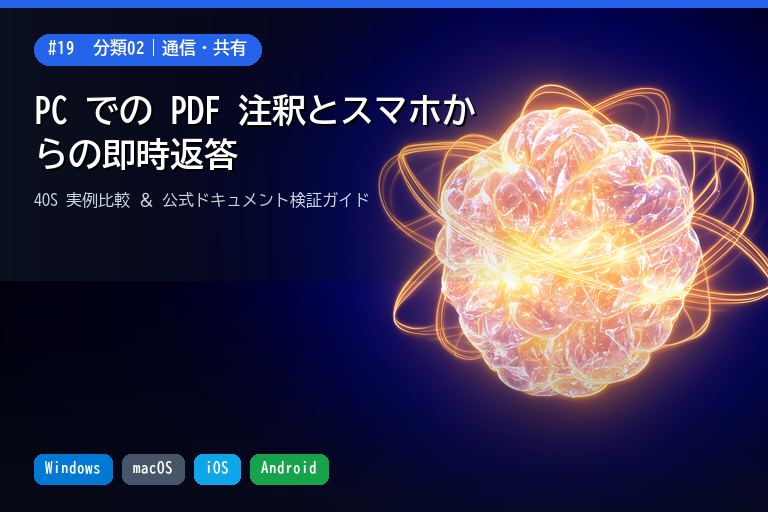 #19 分類02｜通信・共有
PC での PDF 注釈とスマホか
らの即時返答
4OS 実例比較 ＆ 公式ドキュメント検証ガイド
Windows
macOS
iOS
Android